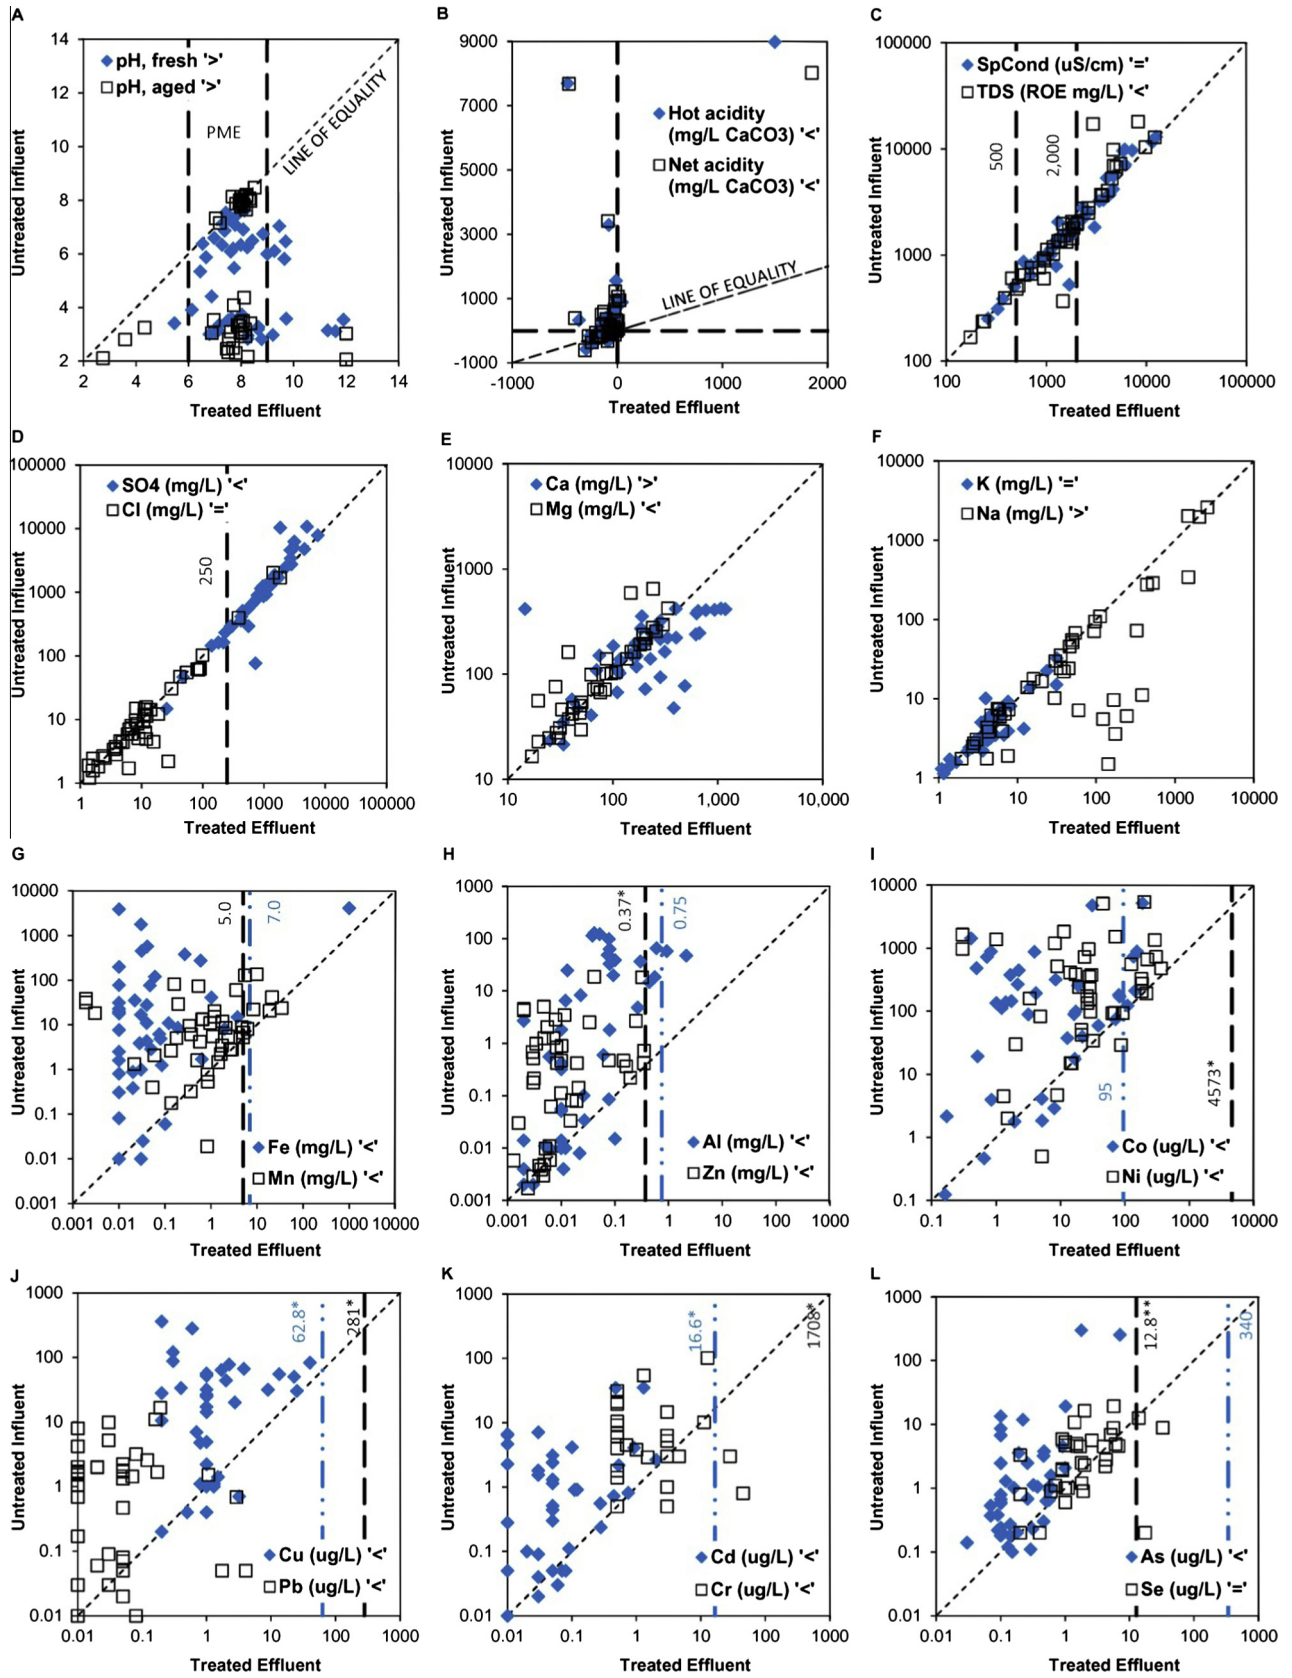 A
14
12
10
8
6
4
2
2
4
6
8
10
12
14
pH, fresh '>'
pH, aged '>'
PME
LINE OF EQUALITY
Untreated Influent
Treated Effluent
B
9000
7000
5000
3000
1000
-1000
-1000
0
1000
2000
Hot acidity
(mg/L CaCO3) '<'
Net acidity
(mg/L CaCO3) '<'
LINE OF EQUALITY
Untreated Influent
Treated Effluent
C
100000
10000
1000
100
100
1000
10000
100000
SpCond (uS/cm) '='
TDS (ROE mg/L) '<'
500
2,000
Untreated Influent
Treated Effluent
D
100000
10000
1000
100
10
1
1
10
100
1000
10000
100000
SO4 (mg/L) '<'
Cl (mg/L) '='
250
Untreated Influent
Treated Effluent
E
10000
1000
100
10
10
100
1,000
10,000
Ca (mg/L) '>'
Mg (mg/L) '<'
Untreated Influent
Treated Effluent
F
10000
1000
100
10
1
1
10
100
1000
10000
K (mg/L) '='
Na (mg/L) '>'
Untreated Influent
Treated Effluent
G
10000
1000
100
10
1
0.1
0.01
0.001
0.001
0.01
0.1
1
10
100
1000
10000
5.0
7.0
Fe (mg/L) '<'
Mn (mg/L) '<'
Untreated Influent
Treated Effluent
H
1000
100
10
1
0.1
0.01
0.001
0.001
0.01
0.1
1
10
100
1000
0.37*
0.75
Al (mg/L) '<'
Zn (mg/L) '<'
Untreated Influent
Treated Effluent
I
10000
1000
100
10
1
0.1
0.1
1
10
100
1000
10000
95
4573*
Co (ug/L) '<'
Ni (ug/L) '<'
Untreated Influent
Treated Effluent
J
1000
100
10
1
0.1
0.01
0.01
0.1
1
10
100
1000
62.8*
281*
Cu (ug/L) '<'
Pb (ug/L) '<'
Untreated Influent
Treated Effluent
K
1000
100
10
1
0.1
0.01
0.01
0.1
1
10
100
1000
16.6*
1708*
Cd (ug/L) '<'
Cr (ug/L) '<'
Untreated Influent
Treated Effluent
L
1000
100
10
1
0.1
0.01
0.01
0.1
1
10
100
1000
12.8**
340
As (ug/L) '<'
Se (ug/L) '='
Untreated Influent
Treated Effluent